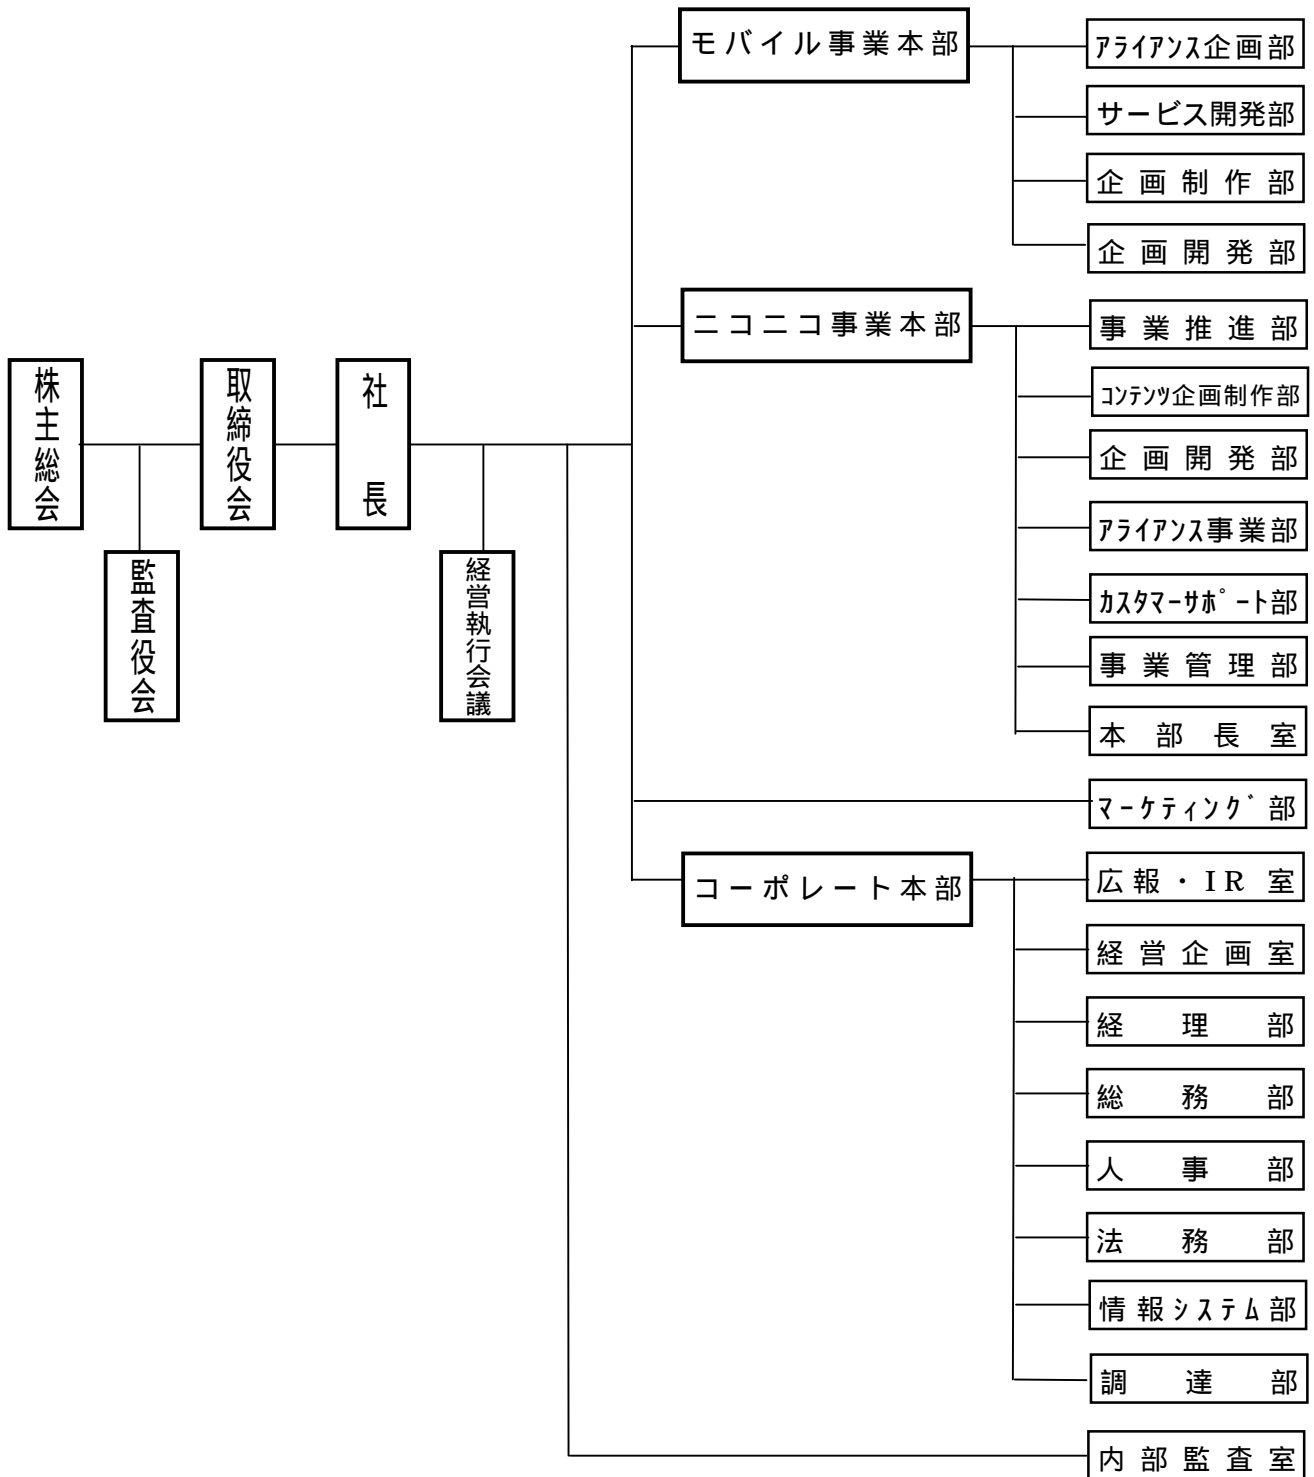 株主総会
監査役会
取締役会
社長
経営執行会議
モバイル事業本部
ｱﾗｲｱﾝｽ企画部
サービス開発部
企画制作部
企画開発部
ニコニコ事業本部
事業推進部
ｺﾝﾃﾝﾂ企画制作部
企画開発部
ｱﾗｲｱﾝｽ事業部
ｶｽﾀﾏｰｻﾎﾟｰﾄ部
事業管理部
本部長室
ﾏｰｹﾃｨﾝｸﾞ部
コーポレート本部
広報・IR室
経営企画室
経理部
総務部
人事部
法務部
情報ｼｽﾃﾑ部
調達部
内部監査室